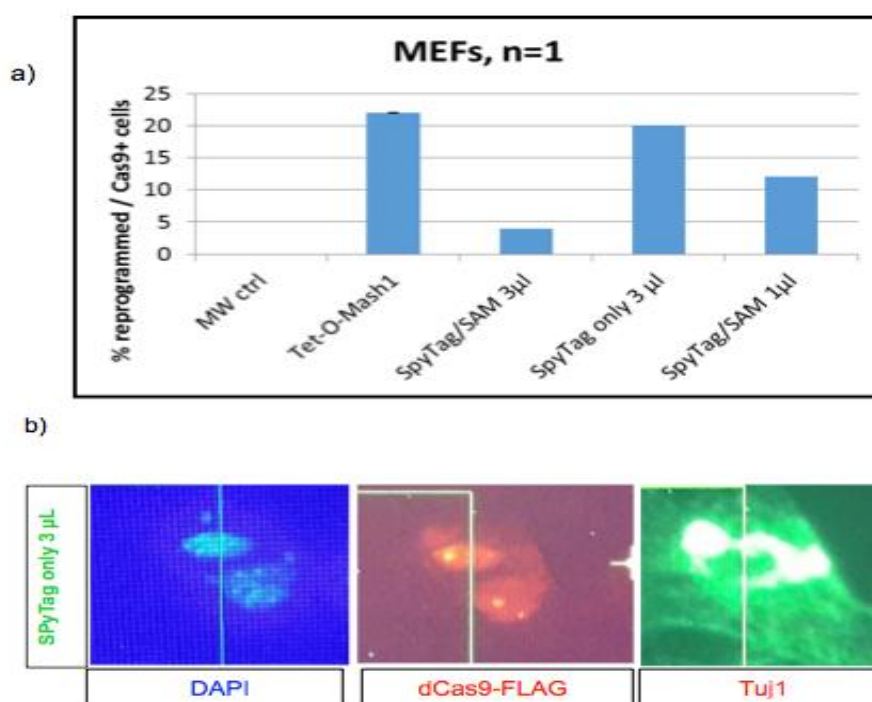 a)
MEFs, n=1
% reprogrammed / Cas9+ cells
25
20
15
10
5
0
MW ctrl
Tet-O-Mash1
SpyTag/SAM 3µl
SpyTag only 3 µl
SpyTag/SAM 1µl
b)
SPyTag only 3 µL
DAPI
dCas9-FLAG
Tuj1